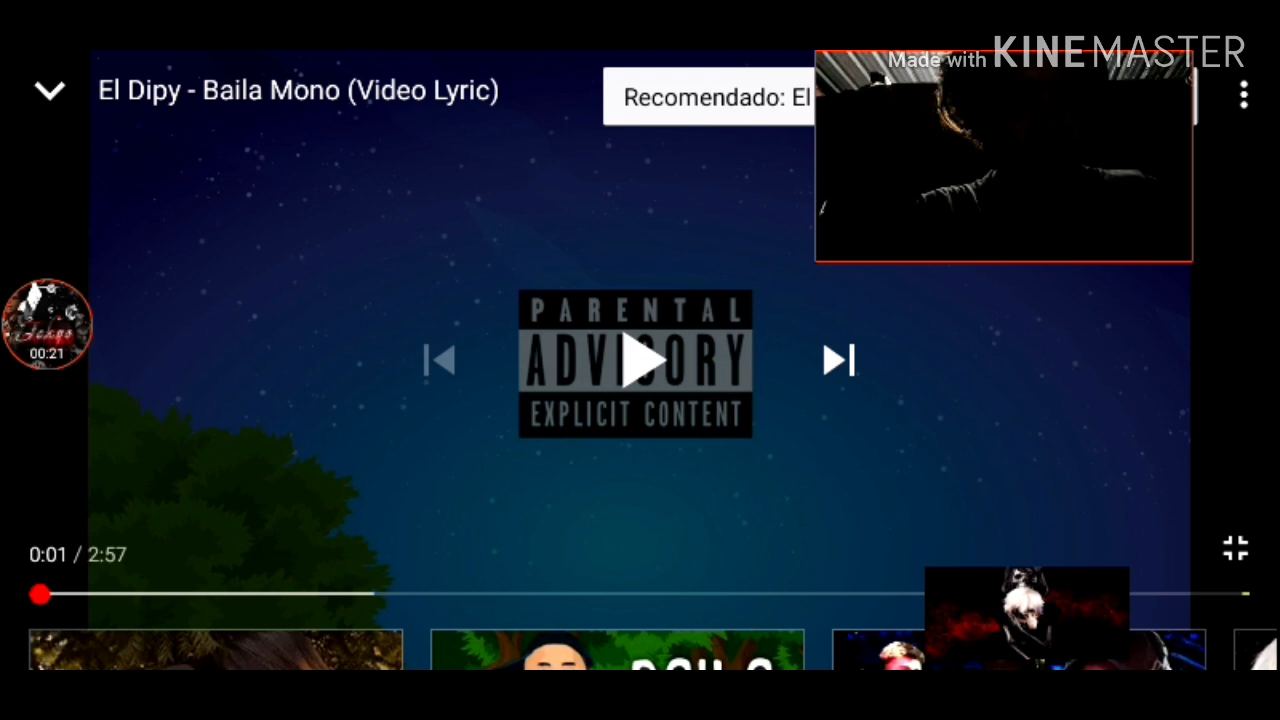 Made with KINEMASTER
El Dipy - Baila Mono (Video Lyric)
Recomendado: El
PARENTAL
ADVISORY
EXPLICIT CONTENT
00:21
0:01 / 2:57